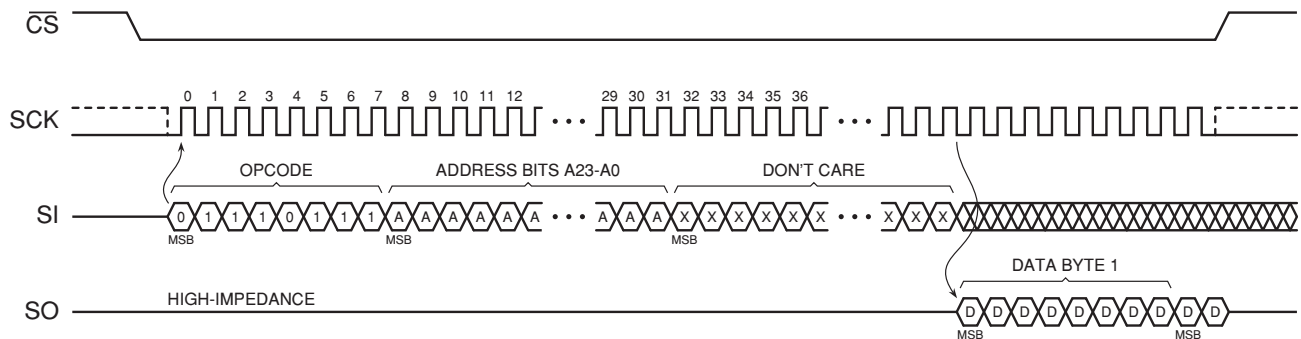 CS
0 1 2 3 4 5 6 7 8 9 10 11 12 29 30 31 32 33 34 35 36
SCK
OPCODE ADDRESS BITS A23-A0 DON'T CARE
SI 0 1 1 1 0 1 1 1 A A A A A A A A A X X X X X X X X X
MSB MSB MSB
DATA BYTE 1
HIGH-IMPEDANCE
SO D D D D D D D D D D
MSB MSB